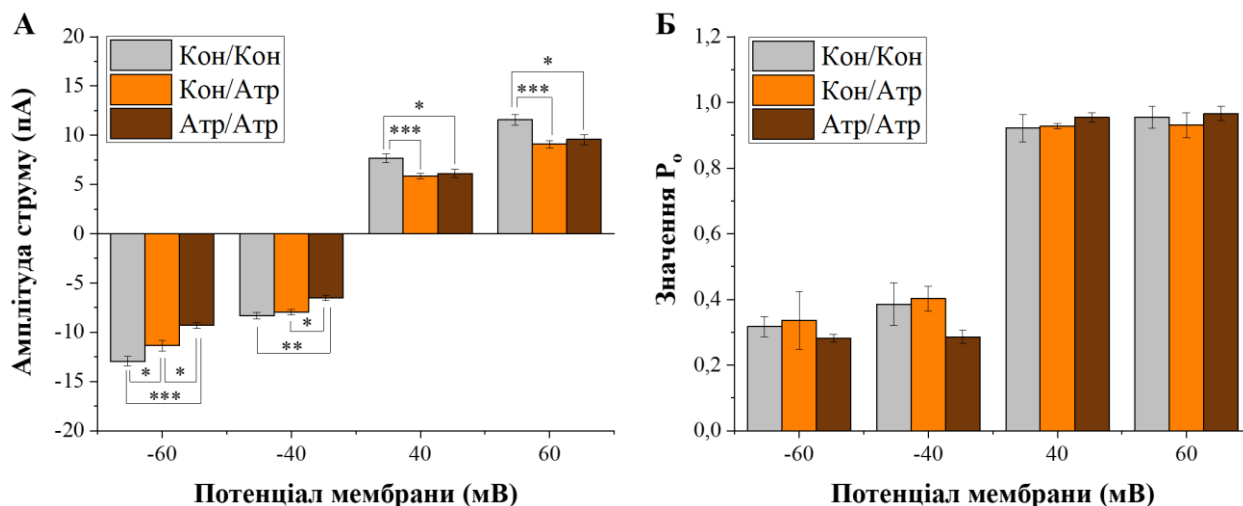 А
Амплітуда струму (пА)
20
15
10
5
0
-5
-10
-15
-20
Кон/Кон
Кон/Атр
Атр/Атр
*
*
***
*
**
*
***
*
***
-60
-40
40
60
Потенціал мембрани (мВ)
Б
Значення Pₒ
1,2
1,0
0,8
0,6
0,4
0,2
0,0
Кон/Кон
Кон/Атр
Атр/Атр
-60
-40
40
60
Потенціал мембрани (мВ)